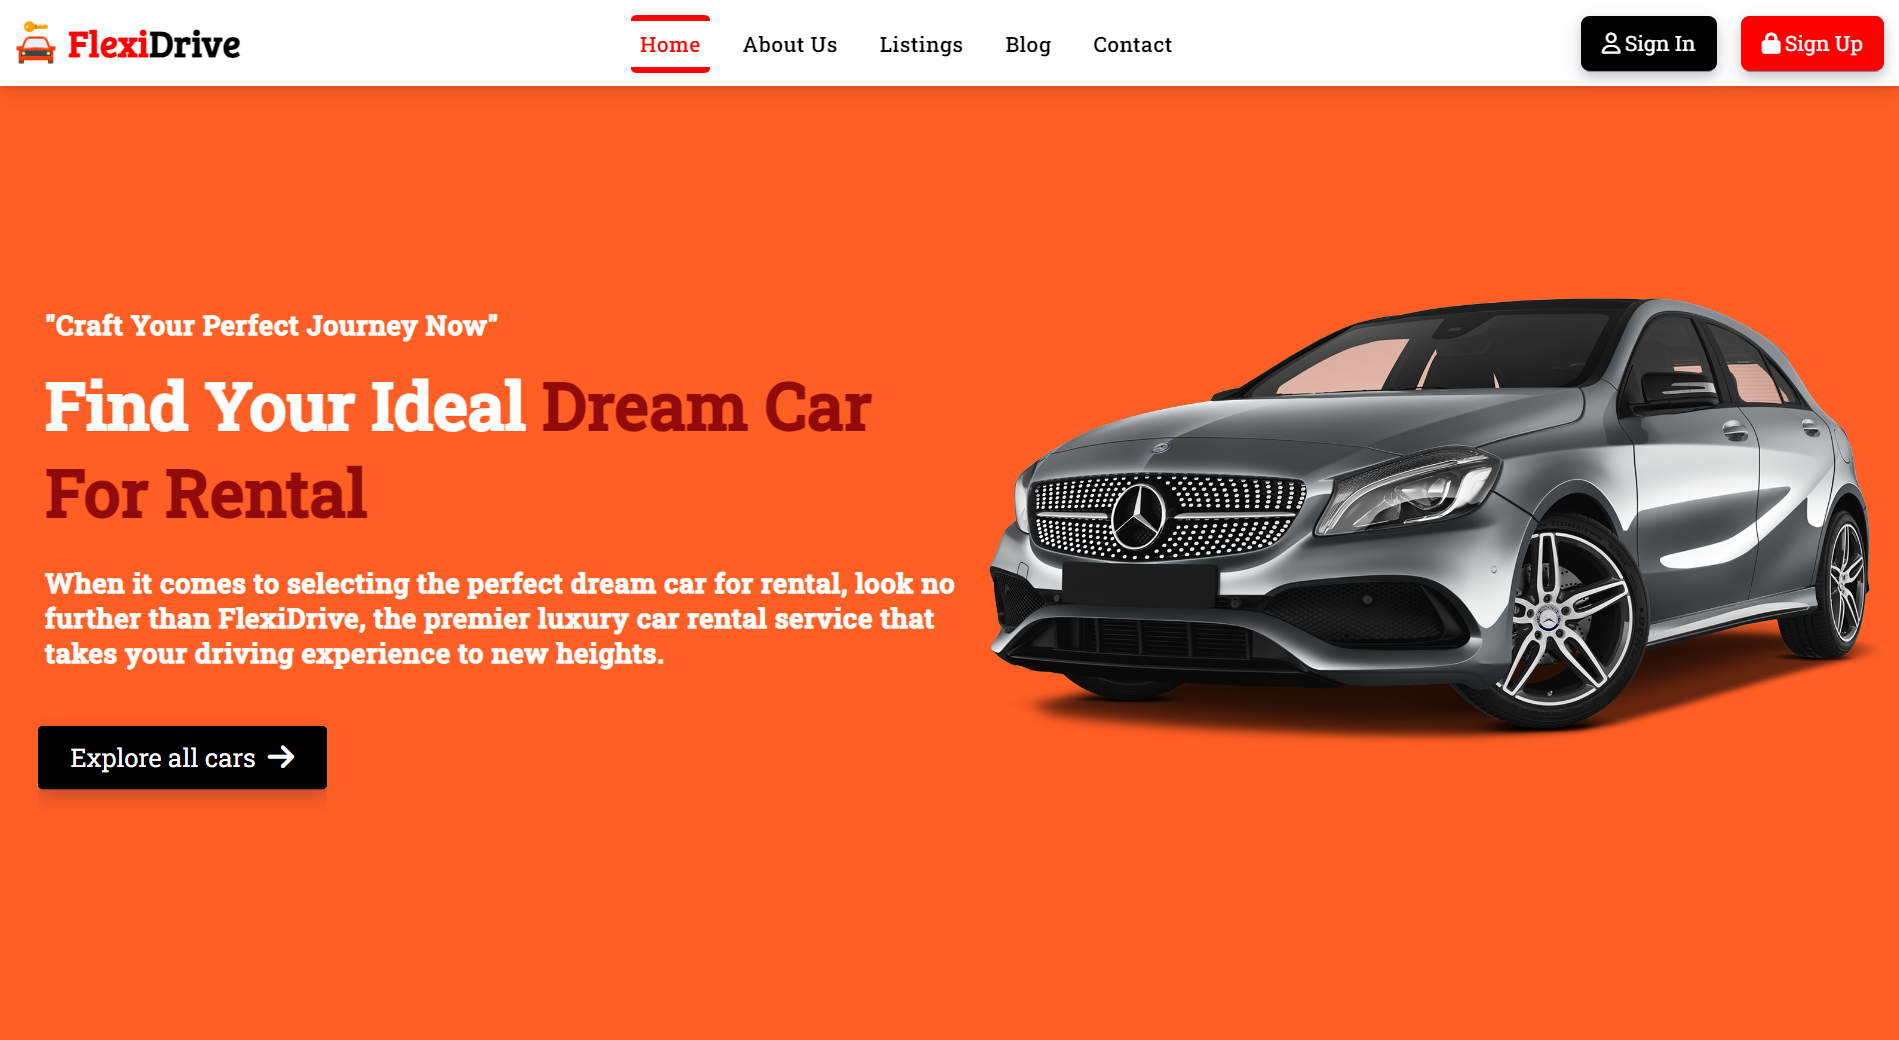 FlexiDrive
Home
About Us
Listings
Blog
Contact
Sign In
Sign Up
"Craft Your Perfect Journey Now"
Find Your Ideal Dream Car
For Rental
When it comes to selecting the perfect dream car for rental, look no
further than FlexiDrive, the premier luxury car rental service that
takes your driving experience to new heights.
Explore all cars